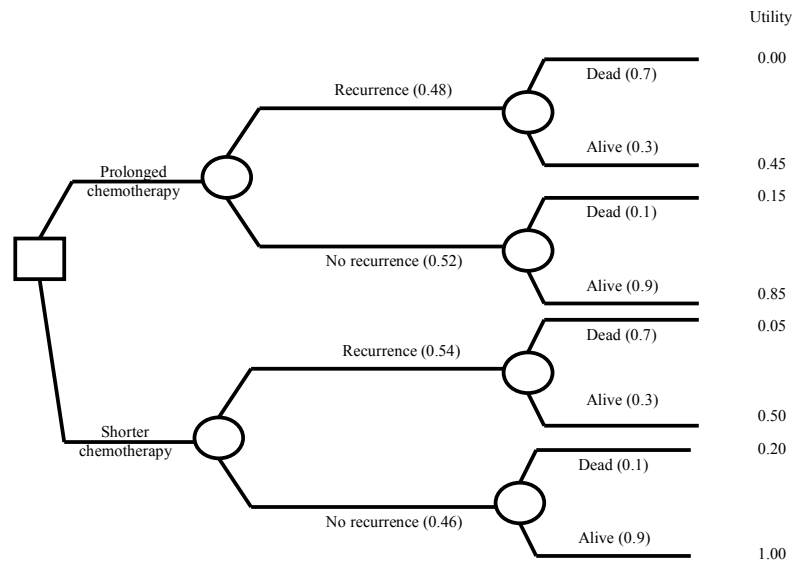 Utility
0.00
Dead (0.7)
Recurrence (0.48)
Alive (0.3)
0.45
Prolonged
chemotherapy
0.15
Dead (0.1)
No recurrence (0.52)
Alive (0.9)
0.85
0.05
Dead (0.7)
Recurrence (0.54)
Alive (0.3)
0.50
Shorter
chemotherapy
0.20
Dead (0.1)
No recurrence (0.46)
Alive (0.9)
1.00